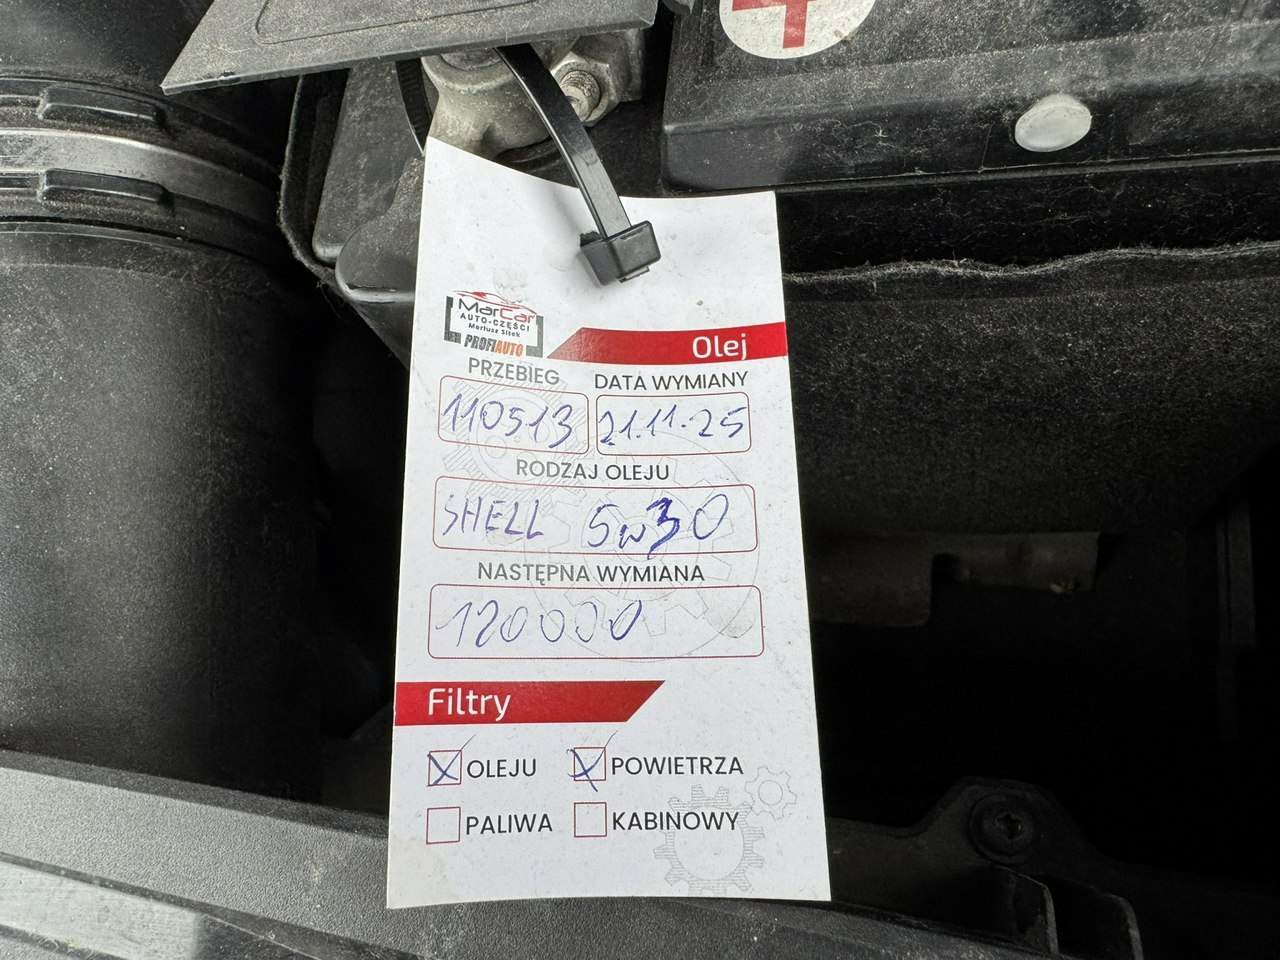 MarCar
AUTO-CZĘŚCI
Mariusz Sitek
PROFIAUTO
Olej
PRZEBIEG DATA WYMIANY
110513 21.11.25
RODZAJ OLEJU
SHELL 5w30
NASTĘPNA WYMIANA
120000
Filtry
OLEJU POWIETRZA
PALIWA KABINOWY